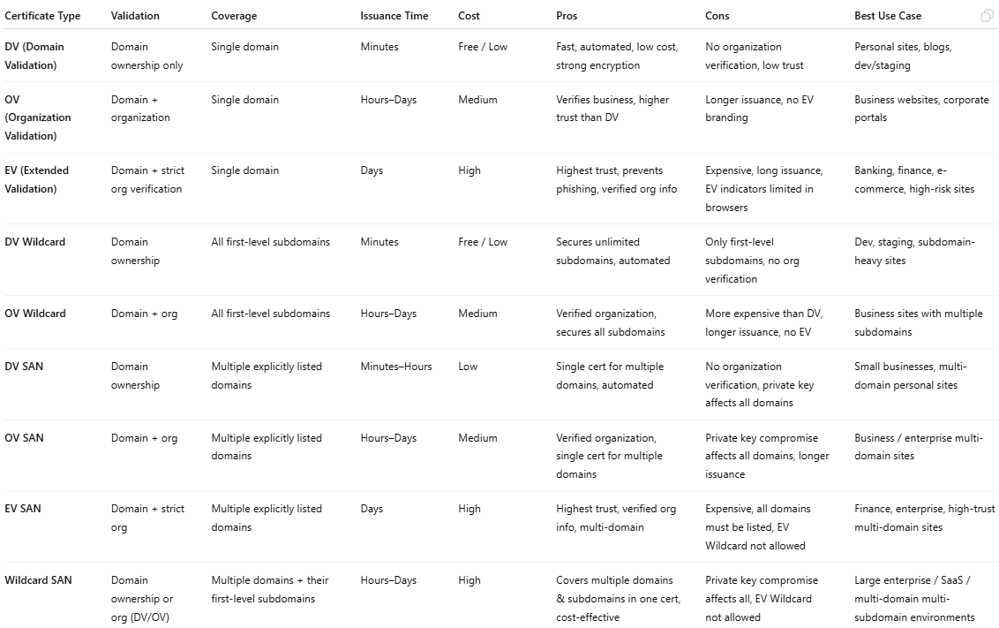 Certificate Type Validation Coverage Issuance Time Cost Pros Cons Best Use Case
DV (Domain Domain Single domain Minutes Free / Low Fast, automated, low cost, No organization Personal sites, blogs,
Validation) ownership only strong encryption verification, low trust dev/staging
OV Domain + Single domain Hours–Days Medium Verifies business, higher Longer issuance, no EV Business websites, corporate
(Organization organization trust than DV branding portals
Validation)
EV (Extended Domain + strict Single domain Days High Highest trust, prevents Expensive, long issuance, Banking, finance, e-
Validation) org verification phishing, verified org info EV indicators limited in commerce, high-risk sites
browsers
DV Wildcard Domain All first-level subdomains Minutes Free / Low Secures unlimited Only first-level Dev, staging, subdomain-
ownership subdomains, automated subdomains, no org heavy sites
verification
OV Wildcard Domain + org All first-level subdomains Hours–Days Medium Verified organization, More expensive than DV, Business sites with multiple
secures all subdomains longer issuance, no EV subdomains
DV SAN Domain Multiple explicitly listed Minutes–Hours Low Single cert for multiple No organization Small businesses, multi-
ownership domains domains, automated verification, private key domain personal sites
affects all domains
OV SAN Domain + org Multiple explicitly listed Hours–Days Medium Verified organization, Private key compromise Business / enterprise multi-
domains single cert for multiple affects all domains, longer domain sites
domains issuance
EV SAN Domain + strict Multiple explicitly listed Days High Highest trust, verified org Expensive, all domains Finance, enterprise, high-trust
org domains info, multi-domain must be listed, EV multi-domain sites
Wildcard not allowed
Wildcard SAN Domain Multiple domains + their Hours–Days High Covers multiple domains Private key compromise Large enterprise / SaaS /
ownership or first-level subdomains & subdomains in one cert, affects all, EV Wildcard multi-domain multi-
org (DV/OV) cost-effective not allowed subdomain environments